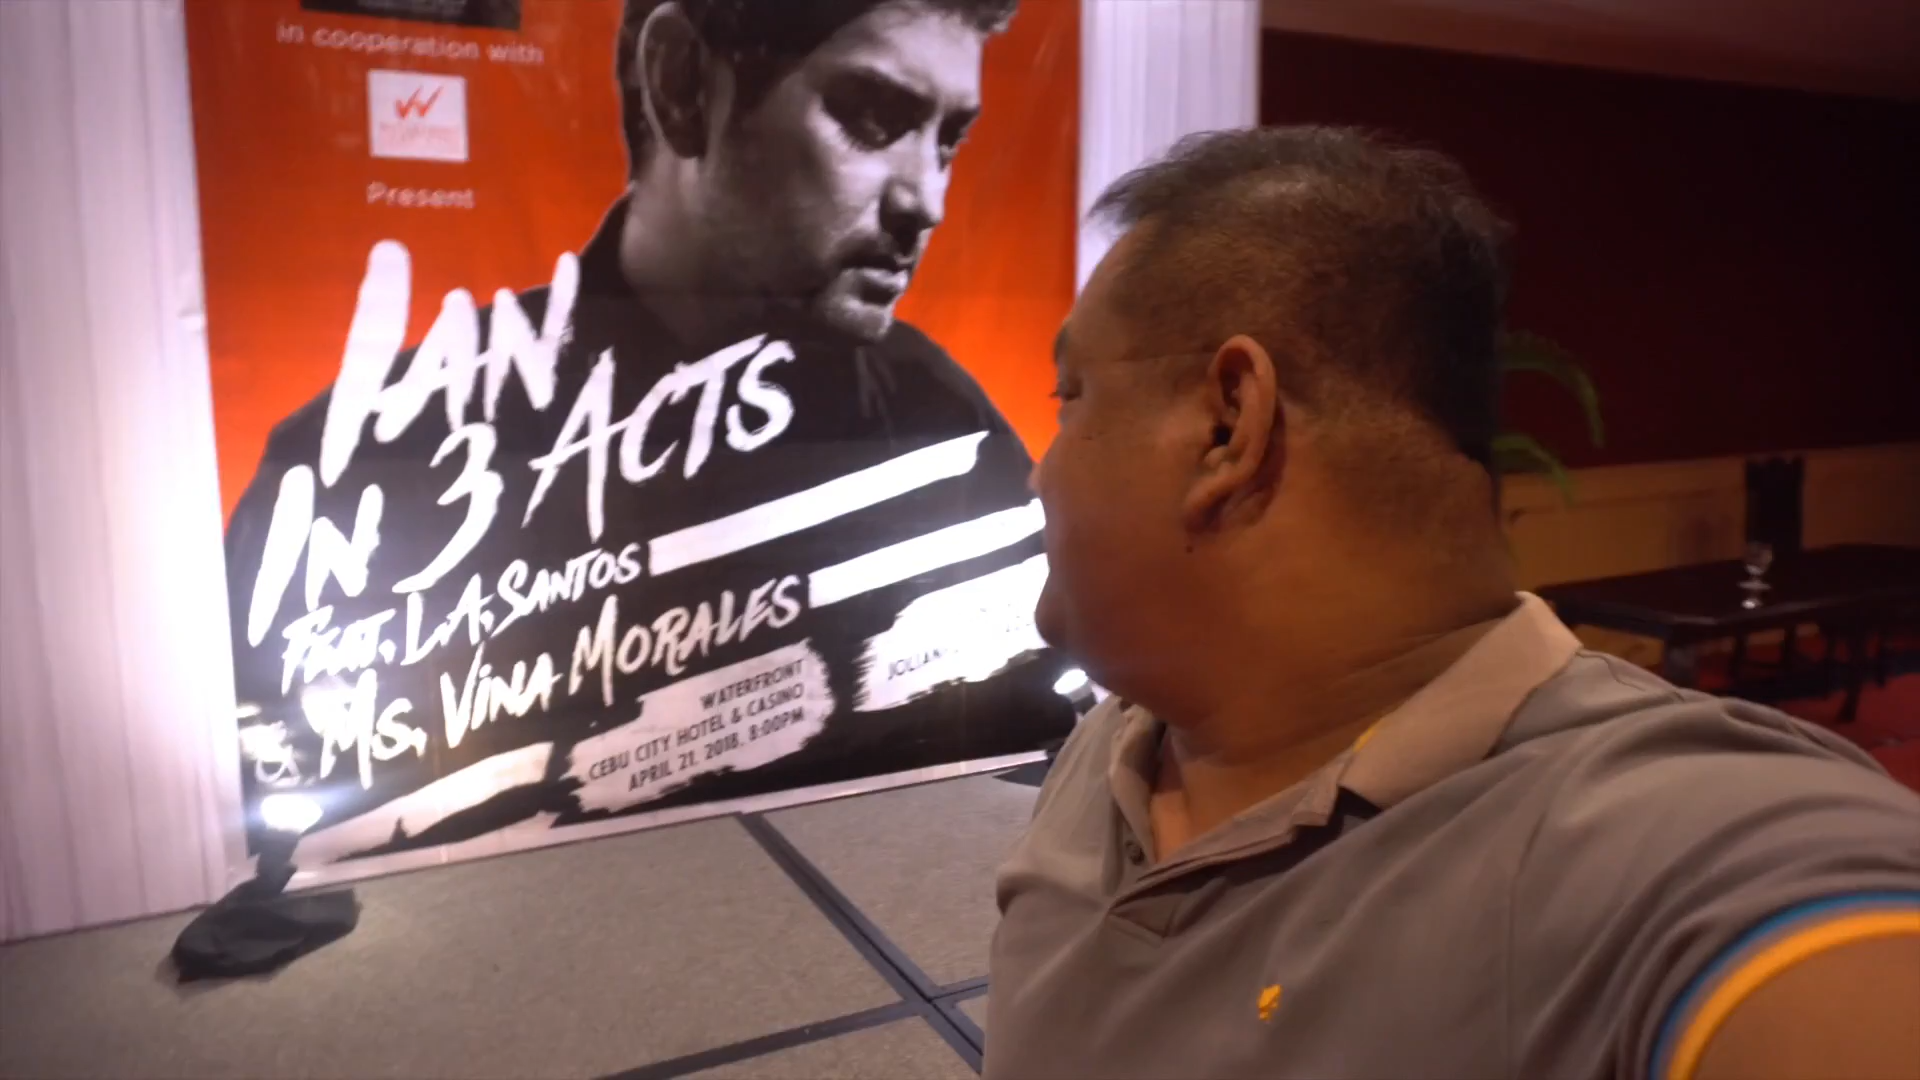 in cooperation with
Present
IAN
IN 3 ACTS
FEAT. L.A. SANTOS
& MS. VINA MORALES
WATERFRONT
CEBU CITY HOTEL & CASINO
APRIL 21, 2018. 8:00PM